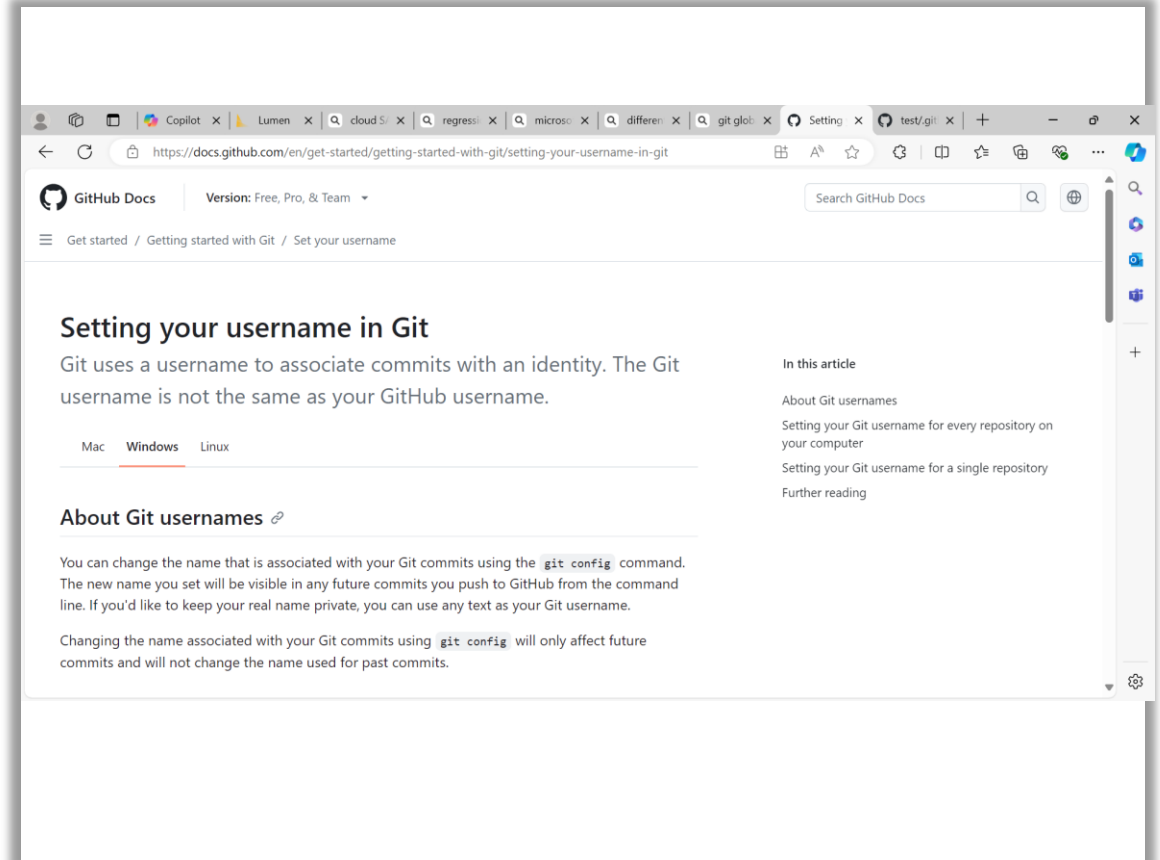 Copilot
Lumen
cloud S
regressi
microso
differen
git glob
Setting
test/.git
https://docs.github.com/en/get-started/getting-started-with-git/setting-your-username-in-git
GitHub Docs
Version: Free, Pro, & Team
Search GitHub Docs
Get started / Getting started with Git / Set your username
Setting your username in Git
Git uses a username to associate commits with an identity. The Git
username is not the same as your GitHub username.
Mac Windows Linux
About Git usernames
You can change the name that is associated with your Git commits using the git config command.
The new name you set will be visible in any future commits you push to GitHub from the command
line. If you'd like to keep your real name private, you can use any text as your Git username.
Changing the name associated with your Git commits using git config will only affect future
commits and will not change the name used for past commits.
In this article
About Git usernames
Setting your Git username for every repository on
your computer
Setting your Git username for a single repository
Further reading